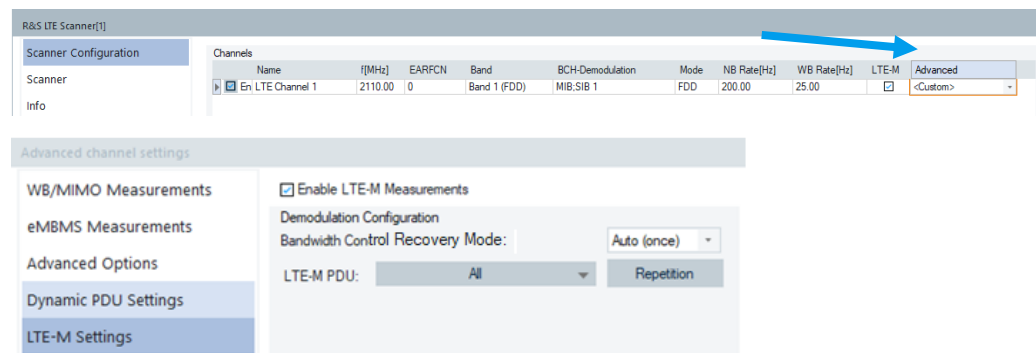 R&S LTE Scanner[1]
Scanner Configuration
Scanner
Info
Channels
Name f[MHz] EARFCN Band BCH-Demodulation Mode NB Rate[Hz] WB Rate[Hz] LTE-M Advanced
En LTE Channel 1 2110.00 0 Band 1 (FDD) MIB;SIB 1 FDD 200.00 25.00 <Custom>
Advanced channel settings
WB/MIMO Measurements
eMBMS Measurements
Advanced Options
Dynamic PDU Settings
LTE-M Settings
Enable LTE-M Measurements
Demodulation Configuration
Bandwidth Control Recovery Mode: Auto (once)
LTE-M PDU: All Repetition